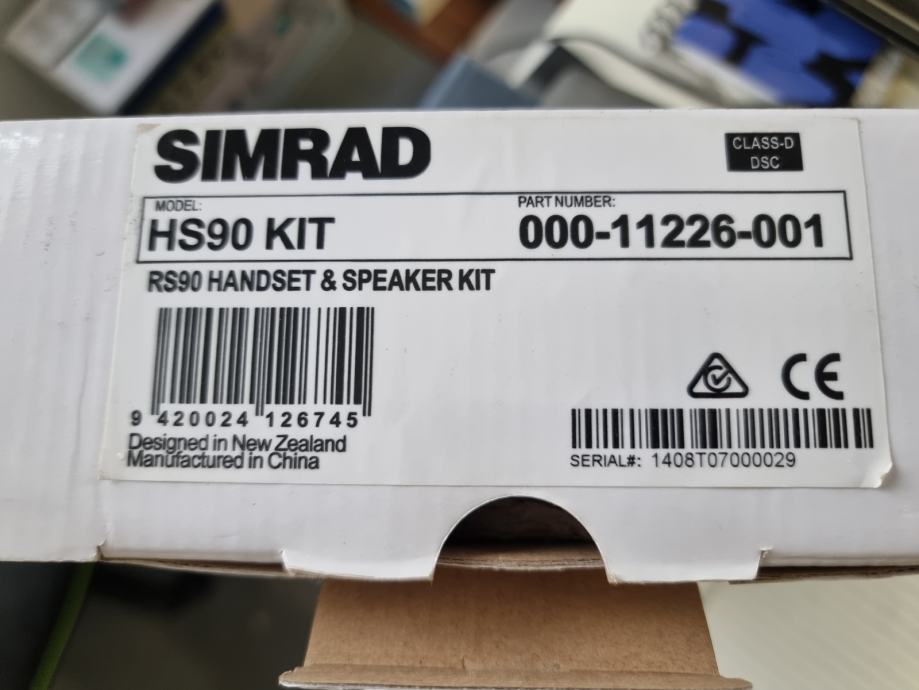 SIMRAD
CLASS-D
DSC
MODEL:
HS90 KIT
PART NUMBER:
000-11226-001
RS90 HANDSET & SPEAKER KIT
9 420024 126745
Designed in New Zealand
Manufactured in China
CE
SERIAL#: 1408T07000029